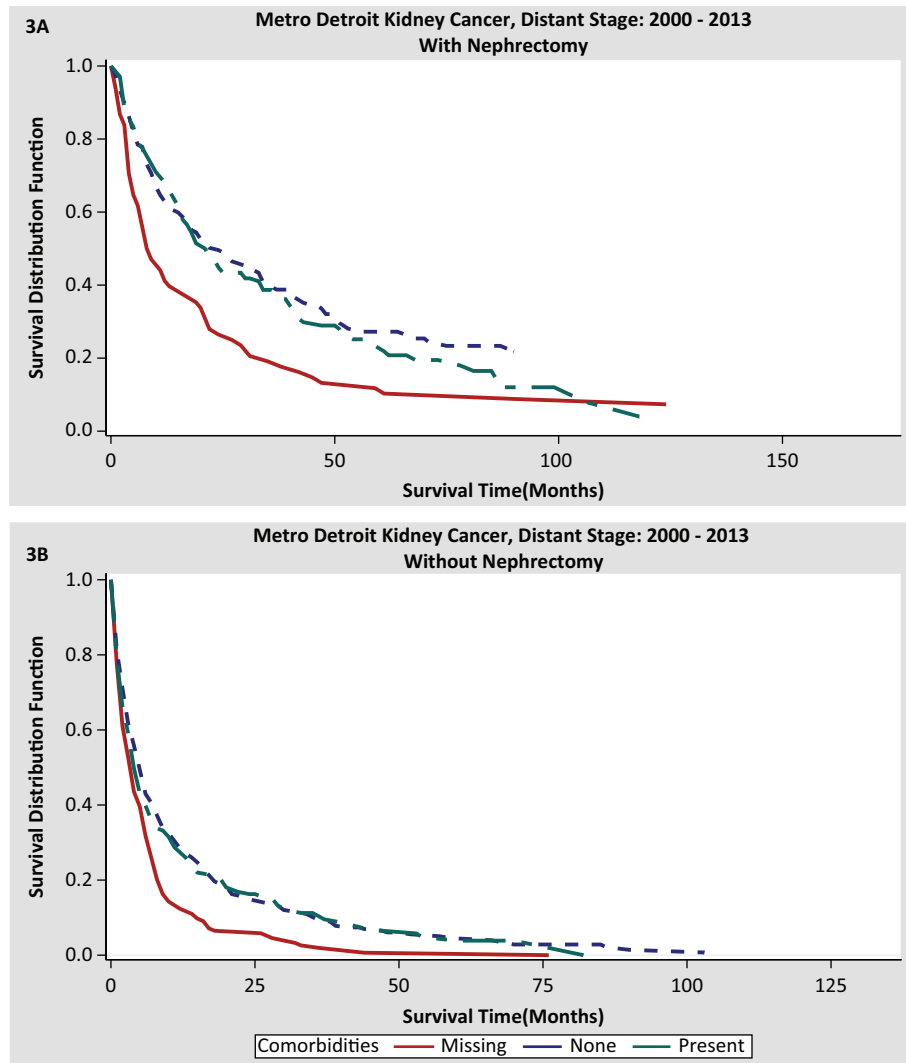 3A
Metro Detroit Kidney Cancer, Distant Stage: 2000 - 2013
With Nephrectomy
Survival Distribution Function
1.0
0.8
0.6
0.4
0.2
0.0
0 50 100 150
Survival Time(Months)
3B
Metro Detroit Kidney Cancer, Distant Stage: 2000 - 2013
Without Nephrectomy
Survival Distribution Function
1.0
0.8
0.6
0.4
0.2
0.0
0 25 50 75 100 125
Survival Time(Months)
Comorbidities Missing None Present